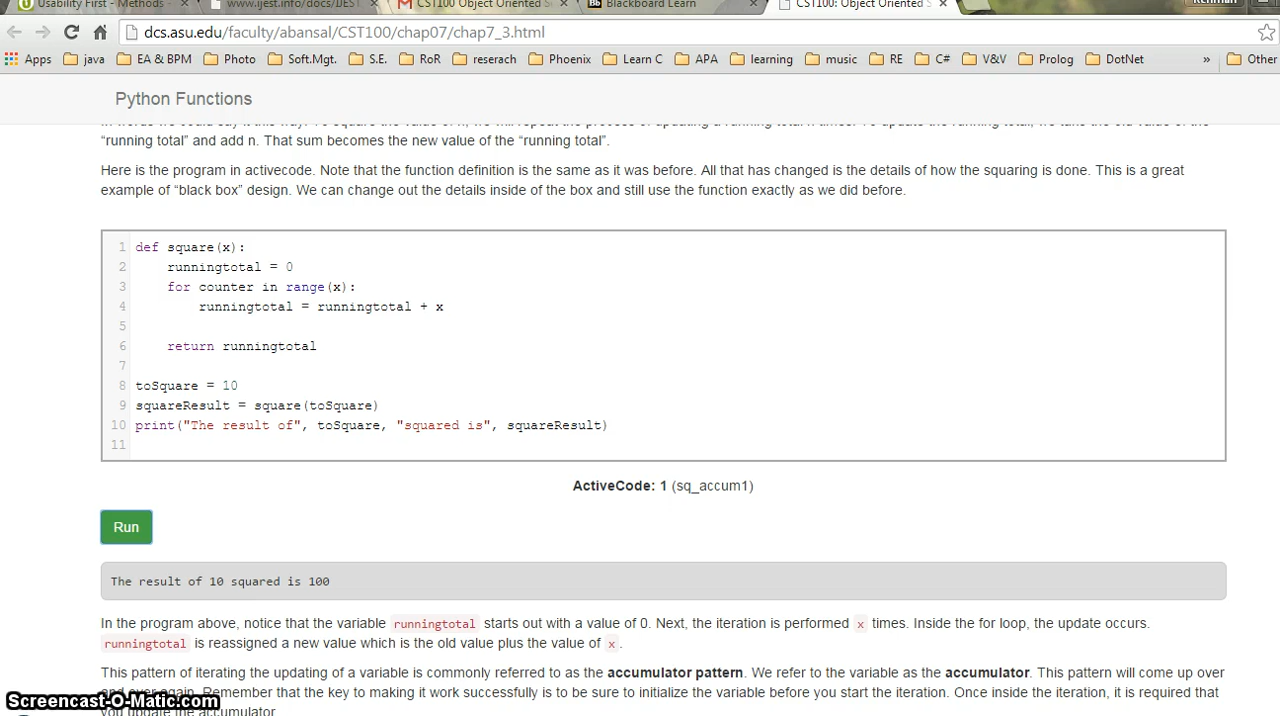 Usability First - Methods
www.ijest.info/docs/IJEST
CST100 Object Oriented S
Blackboard Learn
CST100: Object Oriented S
Rehman
dcs.asu.edu/faculty/abansal/CST100/chap07/chap7_3.html
Apps java EA & BPM Photo Soft.Mgt. S.E. RoR reserach Phoenix Learn C APA learning music RE C# V&V Prolog DotNet » Other
Python Functions
“running total” and add n. That sum becomes the new value of the “running total”.
Here is the program in activecode. Note that the function definition is the same as it was before. All that has changed is the details of how the squaring is done. This is a great
example of “black box” design. We can change out the details inside of the box and still use the function exactly as we did before.
1 def square(x):
2 runningtotal = 0
3 for counter in range(x):
4 runningtotal = runningtotal + x
5
6 return runningtotal
7
8 toSquare = 10
9 squareResult = square(toSquare)
10 print("The result of", toSquare, "squared is", squareResult)
11
ActiveCode: 1 (sq_accum1)
Run
The result of 10 squared is 100
In the program above, notice that the variable runningtotal starts out with a value of 0. Next, the iteration is performed x times. Inside the for loop, the update occurs.
runningtotal is reassigned a new value which is the old value plus the value of x .
This pattern of iterating the updating of a variable is commonly referred to as the accumulator pattern. We refer to the variable as the accumulator. This pattern will come up over
and over again. Remember that the key to making it work successfully is to be sure to initialize the variable before you start the iteration. Once inside the iteration, it is required that
you update the accumulator
Screencast-O-Matic.com